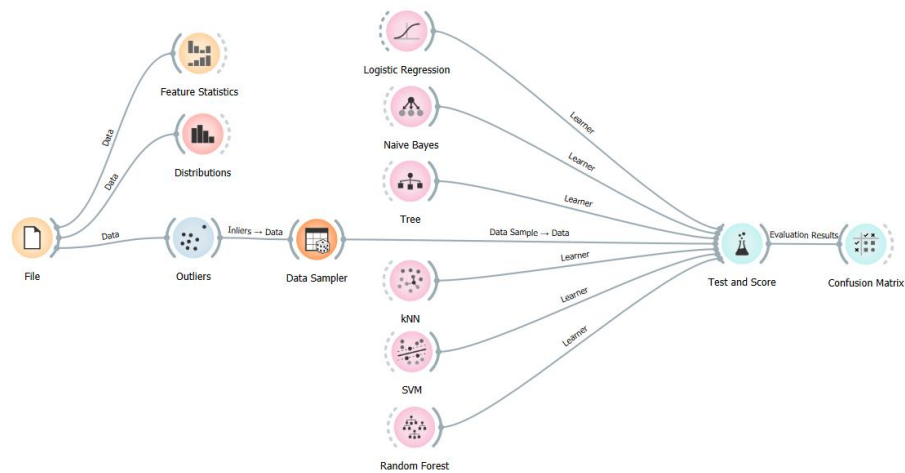 Feature Statistics
Data
Distributions
Data
File
Data
Outliers
Inliers → Data
Data Sampler
Data Sample → Data
Logistic Regression
Learner
Naive Bayes
Learner
Tree
Learner
kNN
Learner
SVM
Learner
Random Forest
Learner
Test and Score
Evaluation Results
Confusion Matrix